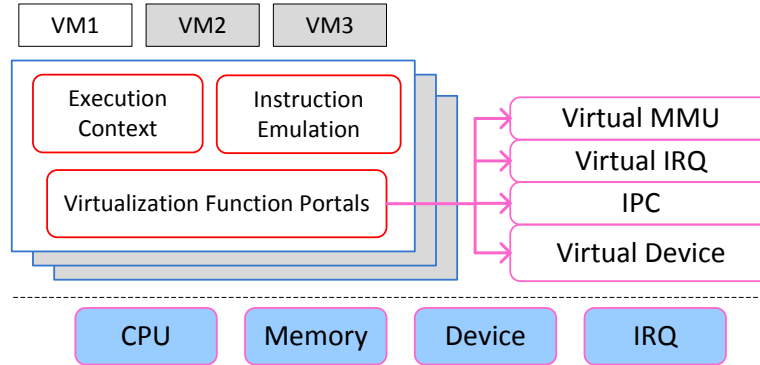 VM1
VM2
VM3
Execution
Context
Instruction
Emulation
Virtualization Function Portals
Virtual MMU
Virtual IRQ
IPC
Virtual Device
CPU
Memory
Device
IRQ